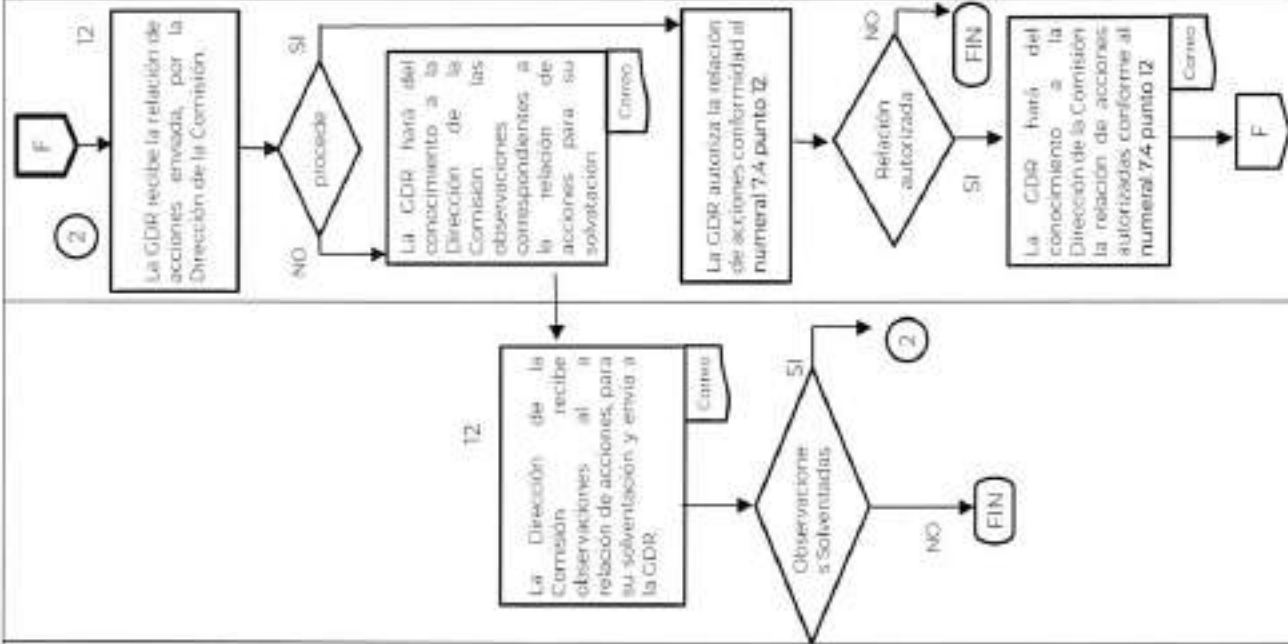 F
12
2
La GDR recibe la relación de
acciones enviada, por la
Dirección de la Comisión
procede
SI
NO
La GDR hará del
conocimiento a la
Dirección de la
Comisión las
observaciones
correspondientes a
la relación de
acciones para su
solvatación
Correo
La GDR autoriza la relación
de acciones conformidad al
numeral 7.4 punto 12
Relación
autorizada
NO
FIN
SI
La GDR hará del
conocimiento a la
Dirección de la Comisión
la relación de acciones
autorizadas conforme al
numeral 7.4 punto 12
Correo
F
12
La Dirección de la
Comisión recibe
observaciones al a
relación de acciones, para
su solventación y envia a
la GDR.
Correo
Observacione
s Solventadas
SI
2
NO
FIN